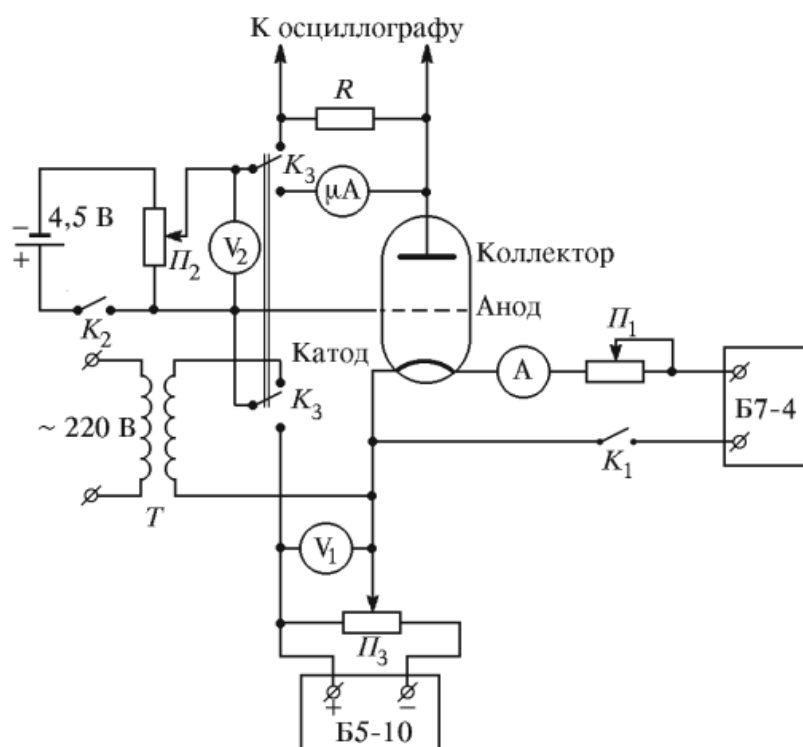 К осциллографу
R
K₃
μA
– 4,5 В
+
П₂
V₂
Коллектор
Анод
K₂
Катод
П₁
A
K₃
Б7-4
~ 220 В
K₁
T
V₁
П₃
+ –
Б5-10